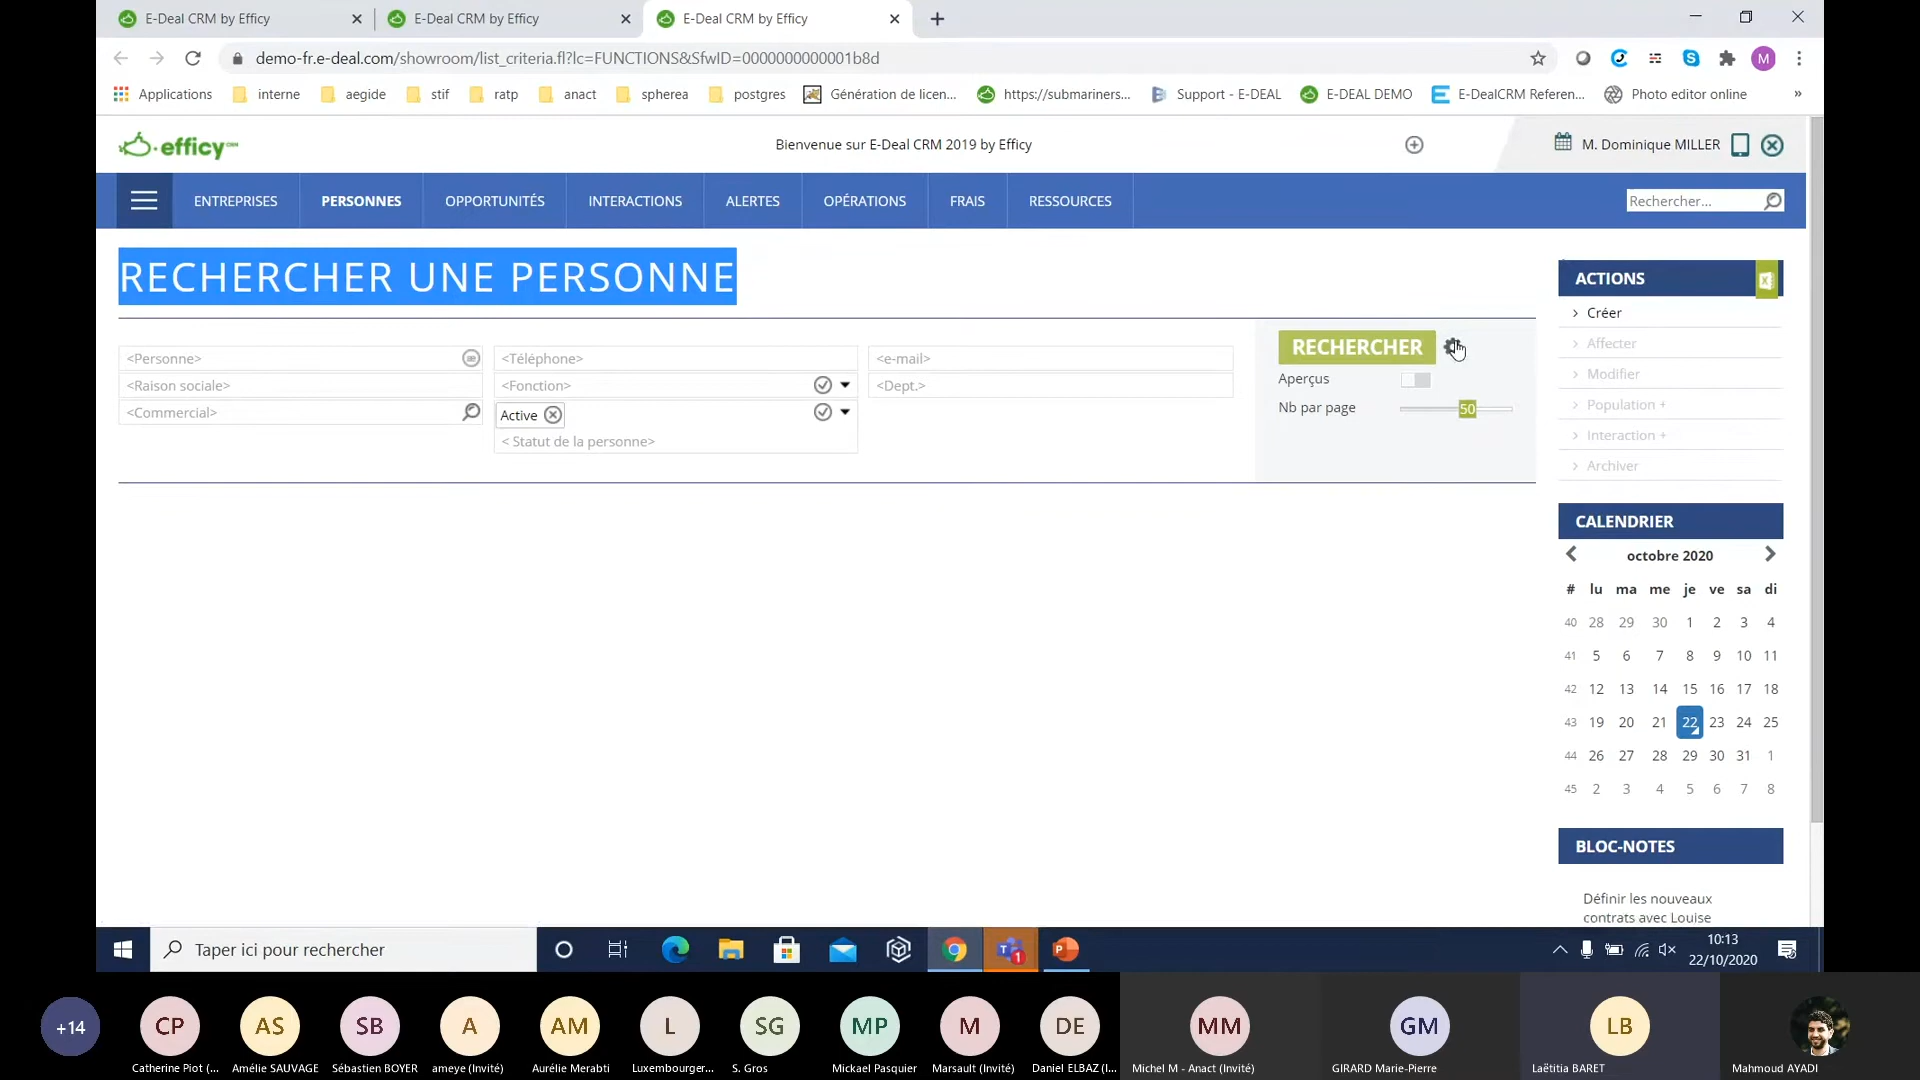 E-Deal CRM by Efficy
E-Deal CRM by Efficy
E-Deal CRM by Efficy
demo-fr.e-deal.com/showroom/list_criteria.fl?lc=FUNCTIONS&SfwID=0000000000001b8d
M
Applications
interne
aegide
stif
ratp
anact
spherea
postgres
Génération de licen...
https://submariners...
Support - E-DEAL
E-DEAL DEMO
E-DealCRM Referen...
Photo editor online
»
efficy CRM
Bienvenue sur E-Deal CRM 2019 by Efficy
M. Dominique MILLER
ENTREPRISES
PERSONNES
OPPORTUNITÉS
INTERACTIONS
ALERTES
OPÉRATIONS
FRAIS
RESSOURCES
Rechercher...
RECHERCHER UNE PERSONNE
<Personne>
<Téléphone>
<e-mail>
<Raison sociale>
<Fonction>
<Dept.>
<Commercial>
Active
< Statut de la personne>
RECHERCHER
Aperçus
Nb par page
50
ACTIONS
Créer
Affecter
Modifier
Population +
Interaction +
Archiver
CALENDRIER
octobre 2020
# lu ma me je ve sa di
40 28 29 30 1 2 3 4
41 5 6 7 8 9 10 11
42 12 13 14 15 16 17 18
43 19 20 21 22 23 24 25
44 26 27 28 29 30 31 1
45 2 3 4 5 6 7 8
BLOC-NOTES
Définir les nouveaux
contrats avec Louise
Taper ici pour rechercher
1
10:13
22/10/2020
+14
CP
AS
SB
A
AM
L
SG
MP
M
DE
MM
GM
LB
Catherine Piot (...
Amélie SAUVAGE
Sébastien BOYER
ameye (Invité)
Aurélie Merabti
Luxembourger...
S. Gros
Mickael Pasquier
Marsault (Invité)
Daniel ELBAZ (I...
Michel M - Anact (Invité)
GIRARD Marie-Pierre
Laëtitia BARET
Mahmoud AYADI